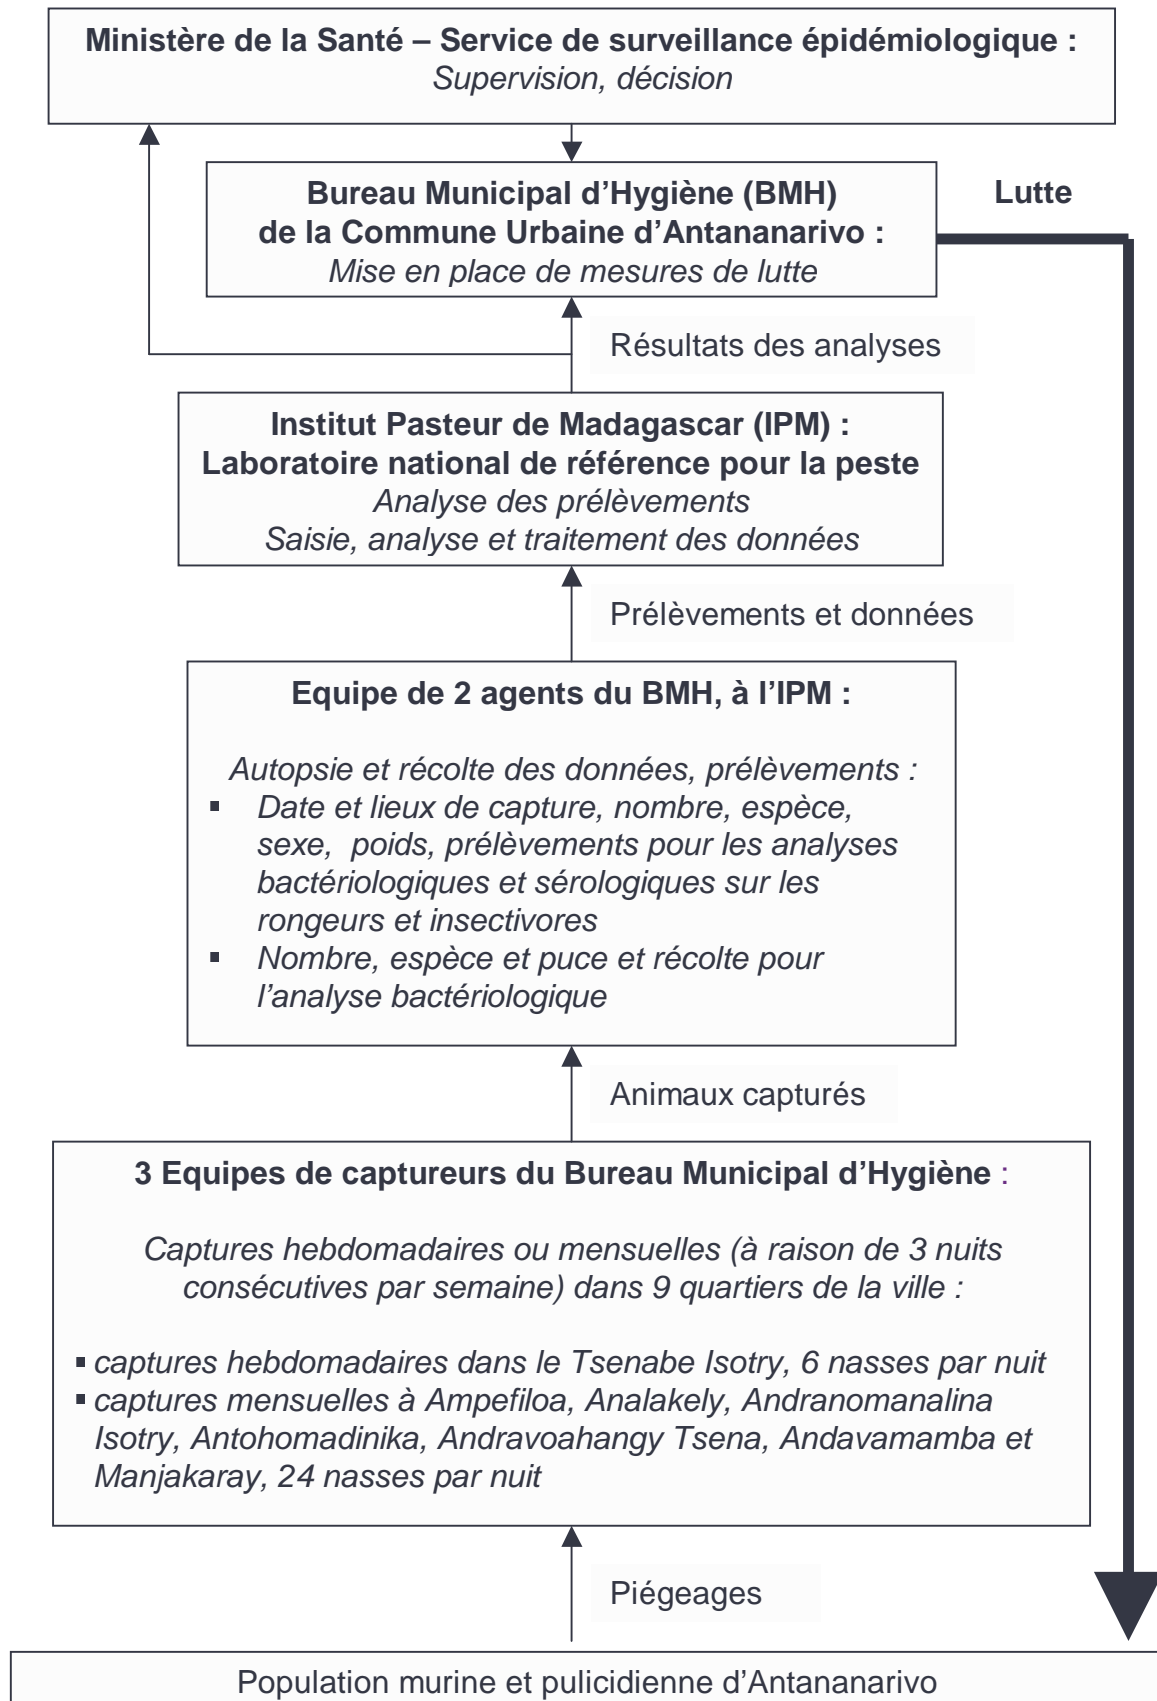 Ministère de la Santé – Service de surveillance épidémiologique :
Supervision, décision
Bureau Municipal d’Hygiène (BMH)
de la Commune Urbaine d’Antananarivo :
Mise en place de mesures de lutte
Lutte
Résultats des analyses
Institut Pasteur de Madagascar (IPM) :
Laboratoire national de référence pour la peste
Analyse des prélèvements
Saisie, analyse et traitement des données
Prélèvements et données
Equipe de 2 agents du BMH, à l’IPM :
Autopsie et récolte des données, prélèvements :
▪ Date et lieux de capture, nombre, espèce,
sexe, poids, prélèvements pour les analyses
bactériologiques et sérologiques sur les
rongeurs et insectivores
▪ Nombre, espèce et puce et récolte pour
l’analyse bactériologique
Animaux capturés
3 Equipes de captureurs du Bureau Municipal d’Hygiène :
Captures hebdomadaires ou mensuelles (à raison de 3 nuits
consécutives par semaine) dans 9 quartiers de la ville :
▪ captures hebdomadaires dans le Tsenabe Isotry, 6 nasses par nuit
▪ captures mensuelles à Ampefiloa, Analakely, Andranomanalina
Isotry, Antohomadinika, Andravoahangy Tsena, Andavamamba et
Manjakaray, 24 nasses par nuit
Piégeages
Population murine et pulicidienne d’Antananarivo